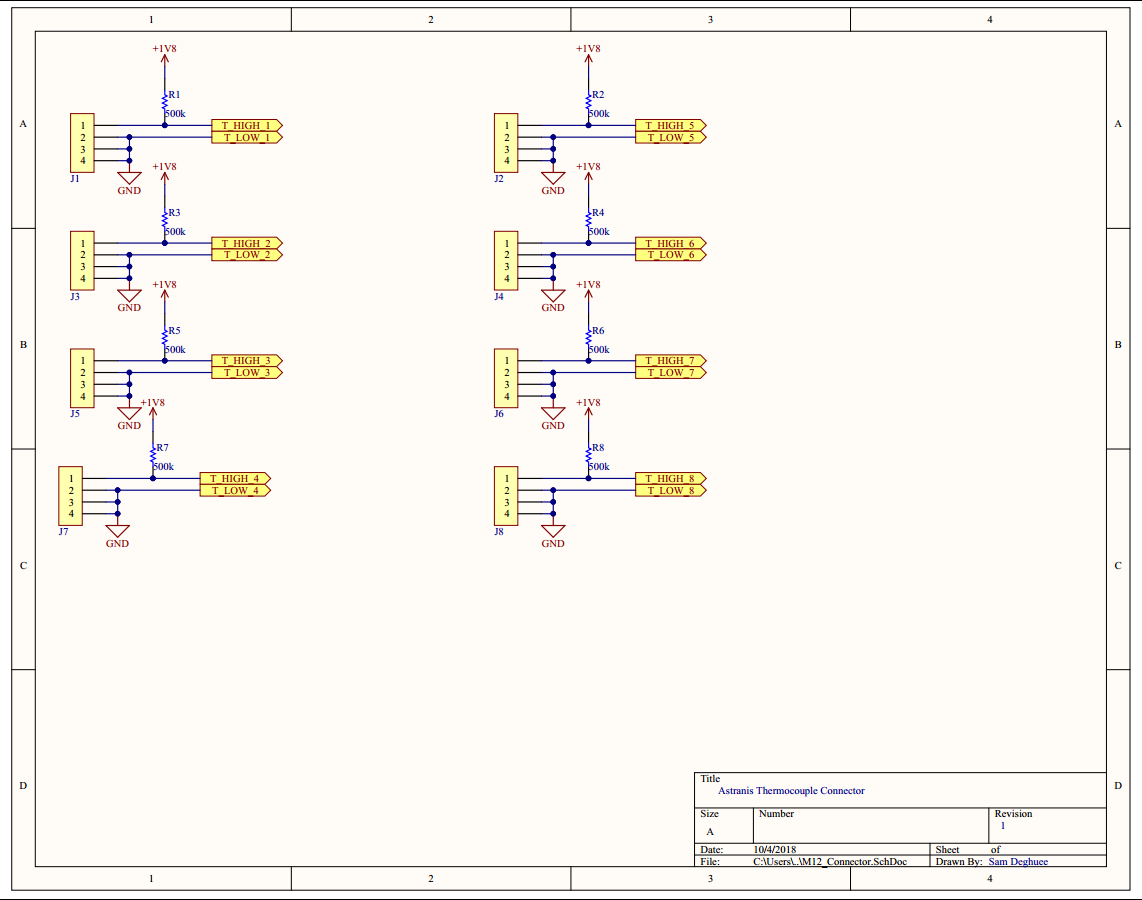 1 2 3 4
+1V8 +1V8
R1 R2
500k 500k
A A
1 T_HIGH_1 1 T_HIGH_5
2 T_LOW_1 2 T_LOW_5
3 3
4 4
+1V8 +1V8
J1 J2
GND GND
R3 R4
500k 500k
1 T_HIGH_2 1 T_HIGH_6
2 T_LOW_2 2 T_LOW_6
3 3
4 4
+1V8 +1V8
J3 J4
GND GND
R5 R6
B B
500k 500k
1 T_HIGH_3 1 T_HIGH_7
2 T_LOW_3 2 T_LOW_7
3 3
4 4
+1V8 +1V8
J5 J6
GND GND
R7 R8
500k 500k
1 T_HIGH_4 1 T_HIGH_8
2 T_LOW_4 2 T_LOW_8
3 3
4 4
J7 J8
GND GND
C C
D D
Title
Astranis Thermocouple Connector
Size Number Revision
A 1
Date: 10/4/2018 Sheet of
File: C:\Users\..\M12_Connector.SchDoc Drawn By: Sam Deghuee
1 2 3 4